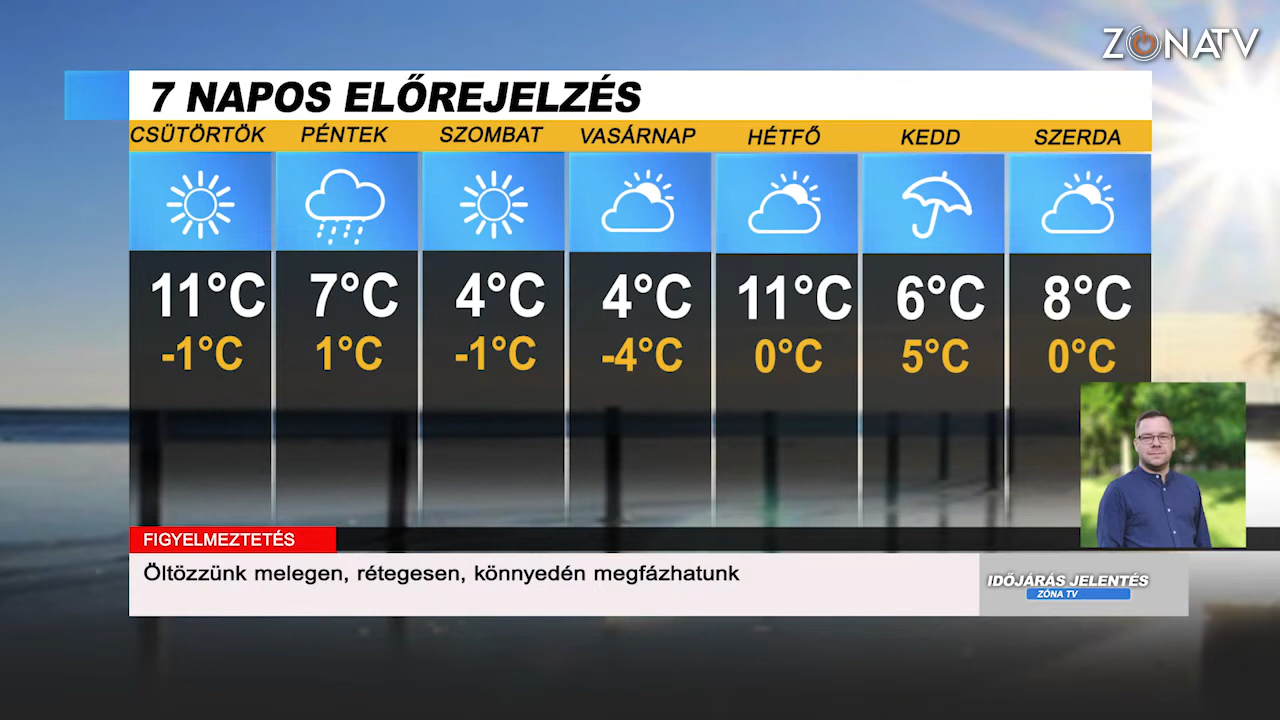 ZÓNATV
7 NAPOS ELŐREJELZÉS
CSÜTÖRTÖK PÉNTEK SZOMBAT VASÁRNAP HÉTFŐ KEDD SZERDA
11°C 7°C 4°C 4°C 11°C 6°C 8°C
-1°C 1°C -1°C -4°C 0°C 5°C 0°C
FIGYELMEZTETÉS
Öltözzünk melegen, rétegesen, könnyedén megfázhatunk
IDŐJÁRÁS JELENTÉS
ZÓNA TV